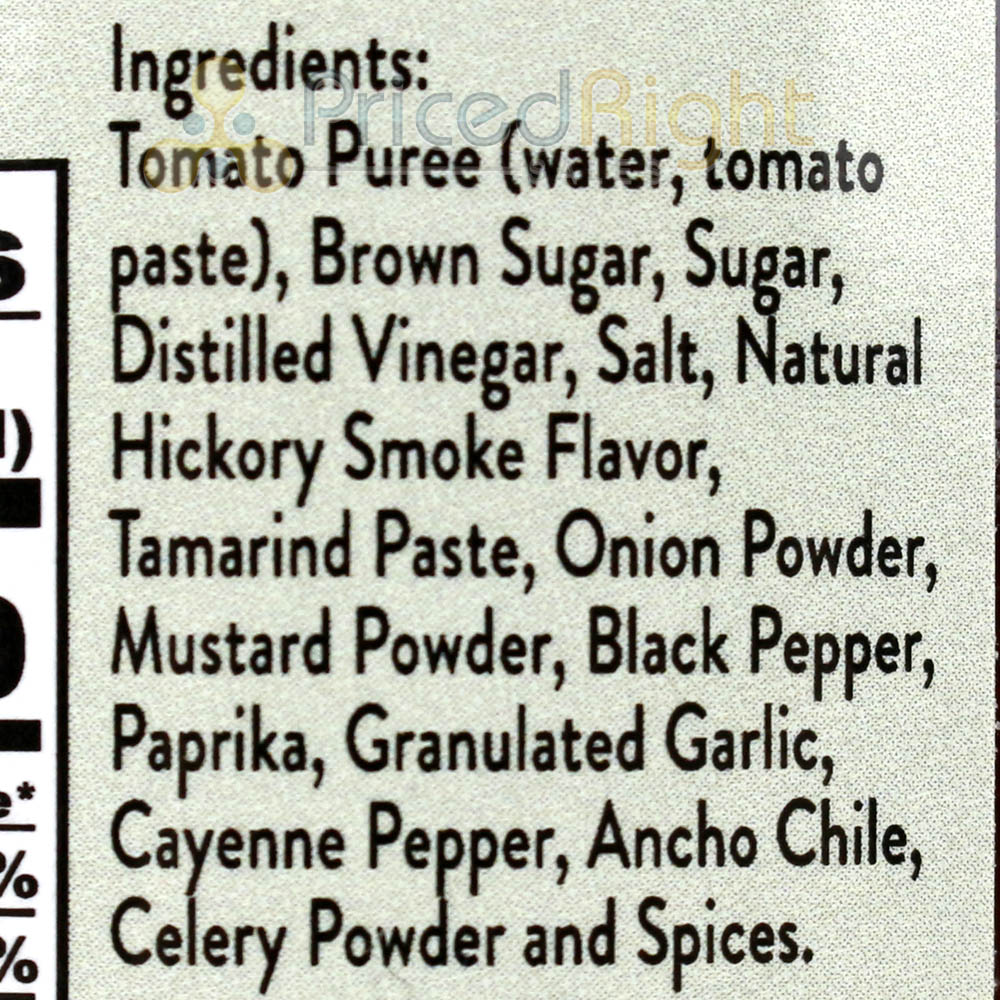 Ingredients:
PricedRight
Tomato Puree (water, tomato
paste), Brown Sugar, Sugar,
Distilled Vinegar, Salt, Natural
Hickory Smoke Flavor,
Tamarind Paste, Onion Powder,
Mustard Powder, Black Pepper,
Paprika, Granulated Garlic,
Cayenne Pepper, Ancho Chile,
Celery Powder and Spices.
e*
%
%